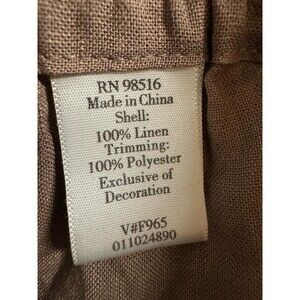 RN 98516
Made in China
Shell:
100% Linen
Trimming:
100% Polyester
Exclusive of
Decoration
V#F965
011024890